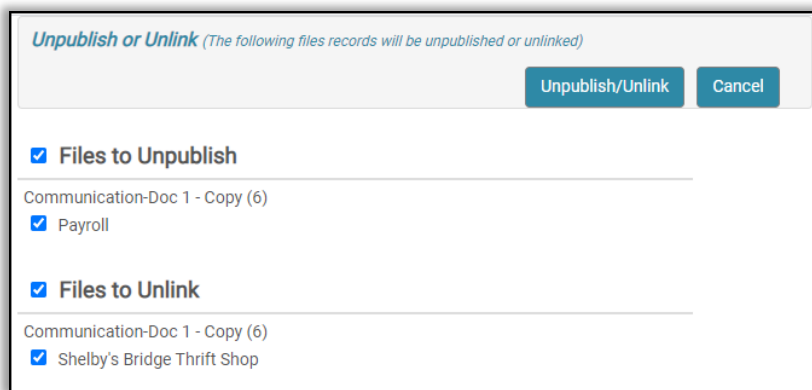 Unpublish or Unlink (The following files records will be unpublished or unlinked)
Unpublish/Unlink Cancel
Files to Unpublish
Communication-Doc 1 - Copy (6)
Payroll
Files to Unlink
Communication-Doc 1 - Copy (6)
Shelby's Bridge Thrift Shop